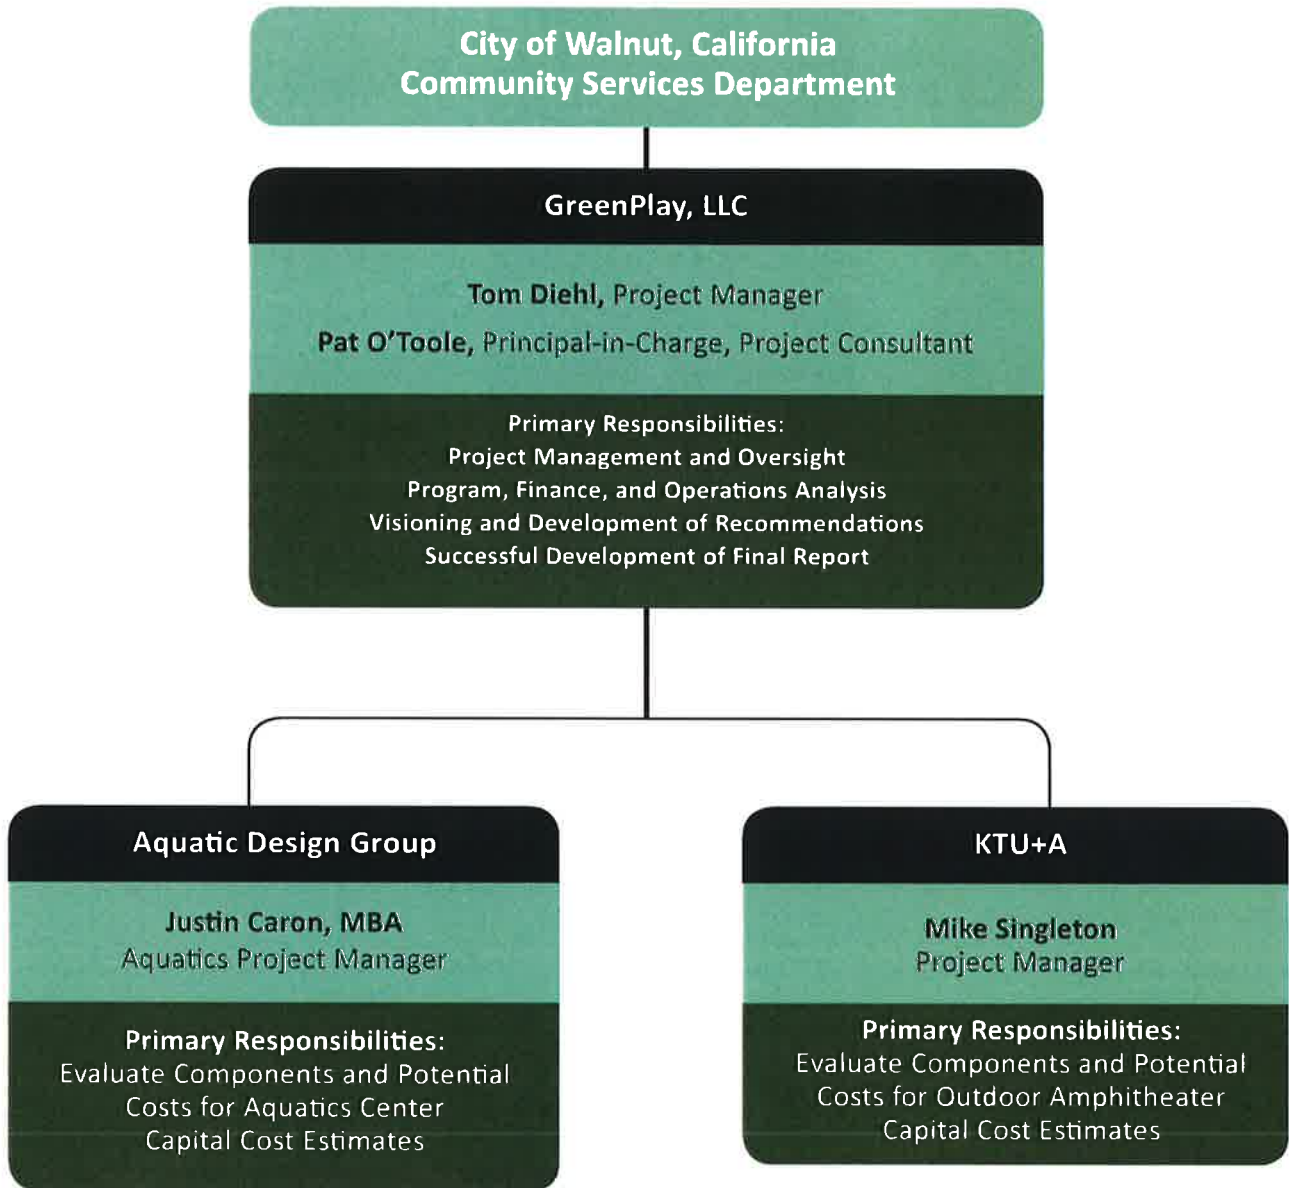 City of Walnut, California
Community Services Department
GreenPlay, LLC
Tom Diehl, Project Manager
Pat O'Toole, Principal-in-Charge, Project Consultant
Primary Responsibilities:
Project Management and Oversight
Program, Finance, and Operations Analysis
Visioning and Development of Recommendations
Successful Development of Final Report
Aquatic Design Group
Justin Caron, MBA
Aquatics Project Manager
Primary Responsibilities:
Evaluate Components and Potential
Costs for Aquatics Center
Capital Cost Estimates
KTU+A
Mike Singleton
Project Manager
Primary Responsibilities:
Evaluate Components and Potential
Costs for Outdoor Amphitheater
Capital Cost Estimates